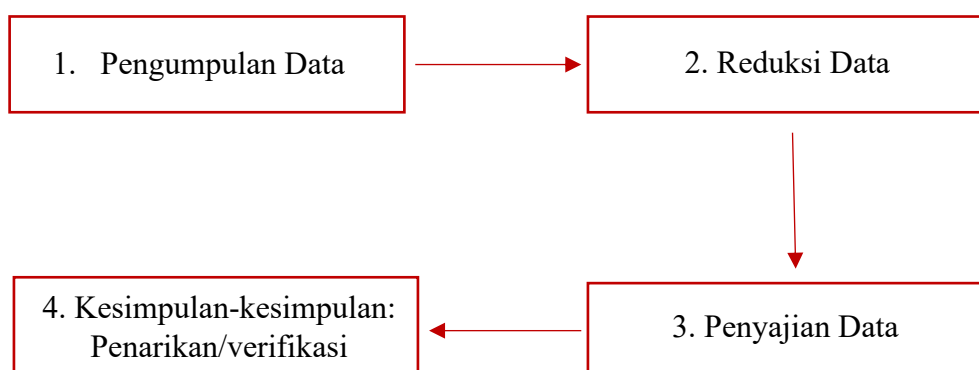 1. Pengumpulan Data
2. Reduksi Data
3. Penyajian Data
4. Kesimpulan-kesimpulan:
Penarikan/verifikasi